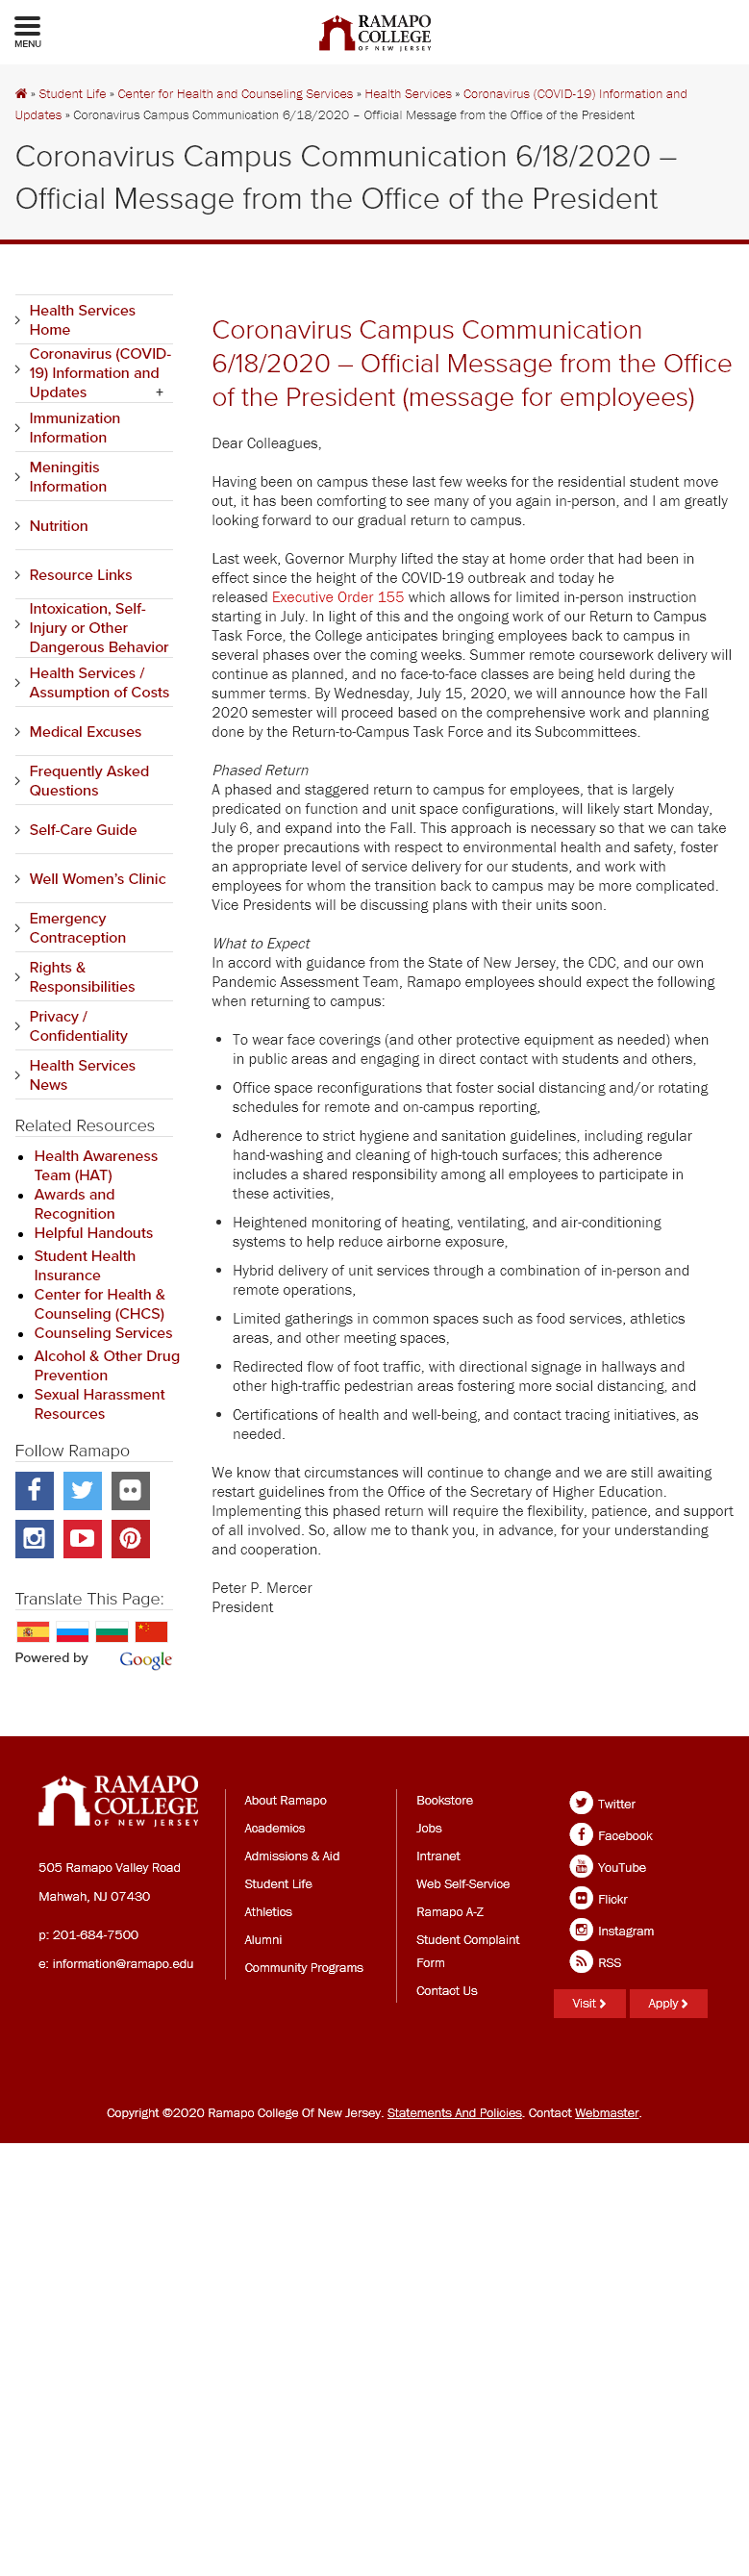 MENU
RAMAPO
COLLEGE
OF NEW JERSEY
» Student Life » Center for Health and Counseling Services » Health Services » Coronavirus (COVID-19) Information and
Updates » Coronavirus Campus Communication 6/18/2020 – Official Message from the Office of the President
Coronavirus Campus Communication 6/18/2020 –
Official Message from the Office of the President
Health Services
Home
Coronavirus (COVID-
19) Information and
Updates +
Immunization
Information
Meningitis
Information
Nutrition
Resource Links
Intoxication, Self-
Injury or Other
Dangerous Behavior
Health Services /
Assumption of Costs
Medical Excuses
Frequently Asked
Questions
Self-Care Guide
Well Women's Clinic
Emergency
Contraception
Rights &
Responsibilities
Privacy /
Confidentiality
Health Services
News
Related Resources
• Health Awareness
Team (HAT)
• Awards and
Recognition
• Helpful Handouts
• Student Health
Insurance
• Center for Health &
Counseling (CHCS)
• Counseling Services
• Alcohol & Other Drug
Prevention
• Sexual Harassment
Resources
Follow Ramapo
Translate This Page:
Powered by Google
Coronavirus Campus Communication
6/18/2020 – Official Message from the Office
of the President (message for employees)
Dear Colleagues,
Having been on campus these last few weeks for the residential student move
out, it has been comforting to see many of you again in-person, and I am greatly
looking forward to our gradual return to campus.
Last week, Governor Murphy lifted the stay at home order that had been in
effect since the height of the COVID-19 outbreak and today he
released Executive Order 155 which allows for limited in-person instruction
starting in July. In light of this and the ongoing work of our Return to Campus
Task Force, the College anticipates bringing employees back to campus in
several phases over the coming weeks. Summer remote coursework delivery will
continue as planned, and no face-to-face classes are being held during the
summer terms. By Wednesday, July 15, 2020, we will announce how the Fall
2020 semester will proceed based on the comprehensive work and planning
done by the Return-to-Campus Task Force and its Subcommittees.
Phased Return
A phased and staggered return to campus for employees, that is largely
predicated on function and unit space configurations, will likely start Monday,
July 6, and expand into the Fall. This approach is necessary so that we can take
the proper precautions with respect to environmental health and safety, foster
an appropriate level of service delivery for our students, and work with
employees for whom the transition back to campus may be more complicated.
Vice Presidents will be discussing plans with their units soon.
What to Expect
In accord with guidance from the State of New Jersey, the CDC, and our own
Pandemic Assessment Team, Ramapo employees should expect the following
when returning to campus:
• To wear face coverings (and other protective equipment as needed) when
in public areas and engaging in direct contact with students and others,
• Office space reconfigurations that foster social distancing and/or rotating
schedules for remote and on-campus reporting,
• Adherence to strict hygiene and sanitation guidelines, including regular
hand-washing and cleaning of high-touch surfaces; this adherence
includes a shared responsibility among all employees to participate in
these activities,
• Heightened monitoring of heating, ventilating, and air-conditioning
systems to help reduce airborne exposure,
• Hybrid delivery of unit services through a combination of in-person and
remote operations,
• Limited gatherings in common spaces such as food services, athletics
areas, and other meeting spaces,
• Redirected flow of foot traffic, with directional signage in hallways and
other high-traffic pedestrian areas fostering more social distancing, and
• Certifications of health and well-being, and contact tracing initiatives, as
needed.
We know that circumstances will continue to change and we are still awaiting
restart guidelines from the Office of the Secretary of Higher Education.
Implementing this phased return will require the flexibility, patience, and support
of all involved. So, allow me to thank you, in advance, for your understanding
and cooperation.
Peter P. Mercer
President
RAMAPO
COLLEGE
OF NEW JERSEY
505 Ramapo Valley Road
Mahwah, NJ 07430
p: 201-684-7500
e: information@ramapo.edu
About Ramapo
Academics
Admissions & Aid
Student Life
Athletics
Alumni
Community Programs
Bookstore
Jobs
Intranet
Web Self-Service
Ramapo A-Z
Student Complaint
Form
Contact Us
Twitter
Facebook
YouTube
Flickr
Instagram
RSS
Visit
Apply
Copyright ©2020 Ramapo College Of New Jersey. Statements And Policies. Contact Webmaster.